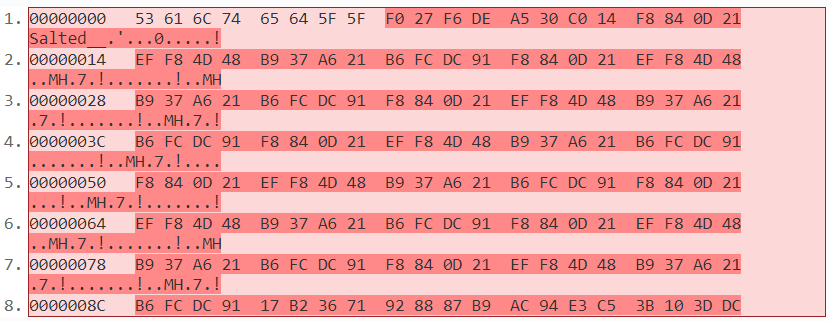 1. 00000000 53 61 6C 74 65 64 5F 5F F0 27 F6 DE A5 30 C0 14 F8 84 0D 21
Salted__.'...0.....!
2. 00000014 EF F8 4D 48 B9 37 A6 21 B6 FC DC 91 F8 84 0D 21 EF F8 4D 48
..MH.7.!.......!..MH
3. 00000028 B9 37 A6 21 B6 FC DC 91 F8 84 0D 21 EF F8 4D 48 B9 37 A6 21
.7.!.......!..MH.7.!
4. 0000003C B6 FC DC 91 F8 84 0D 21 EF F8 4D 48 B9 37 A6 21 B6 FC DC 91
.......!..MH.7.!....
5. 00000050 F8 84 0D 21 EF F8 4D 48 B9 37 A6 21 B6 FC DC 91 F8 84 0D 21
...!..MH.7.!.......!
6. 00000064 EF F8 4D 48 B9 37 A6 21 B6 FC DC 91 F8 84 0D 21 EF F8 4D 48
..MH.7.!.......!..MH
7. 00000078 B9 37 A6 21 B6 FC DC 91 F8 84 0D 21 EF F8 4D 48 B9 37 A6 21
.7.!.......!..MH.7.!
8. 0000008C B6 FC DC 91 17 B2 36 71 92 88 87 B9 AC 94 E3 C5 3B 10 3D DC